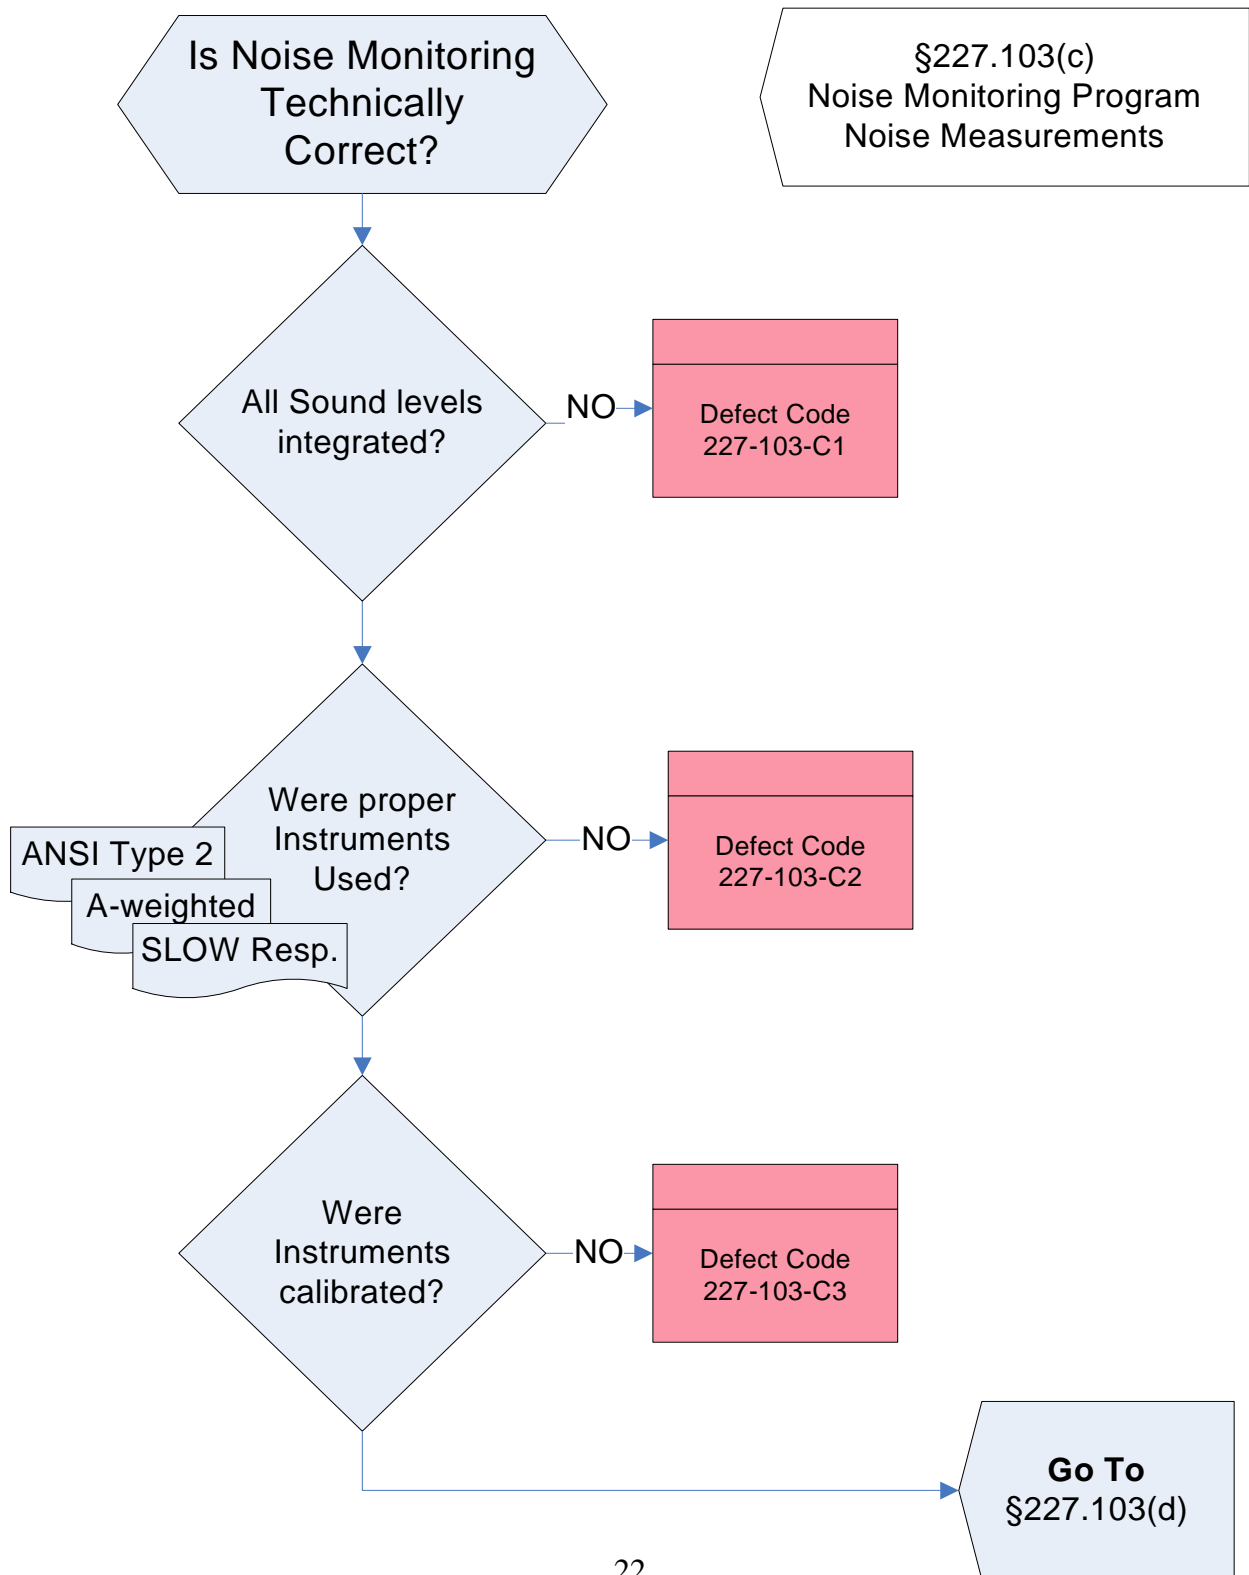 Is Noise Monitoring
Technically
Correct?
§227.103(c)
Noise Monitoring Program
Noise Measurements
All Sound levels
integrated?
NO
Defect Code
227-103-C1
Were proper
Instruments
Used?
ANSI Type 2
A-weighted
SLOW Resp.
NO
Defect Code
227-103-C2
Were
Instruments
calibrated?
NO
Defect Code
227-103-C3
Go To
§227.103(d)
22